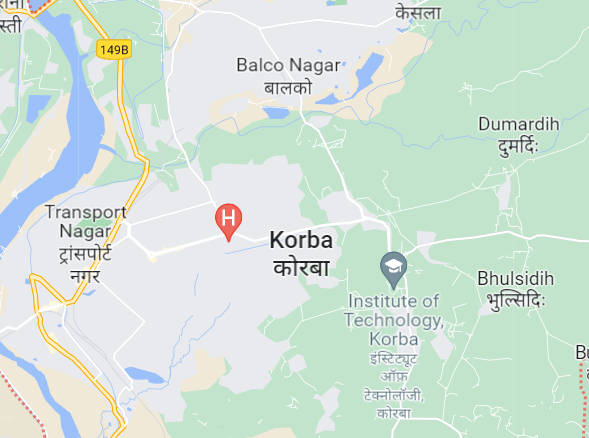 केसला
स्ती
149B
Balco Nagar
बालको
Dumardih
दुमर्दिः
H
Transport
Nagar
ट्रांसपोर्ट
नगर
Korba
कोरबा
Bhulsidih
भुल्सिदिः
Institute of
Technology,
Korba
इंस्टिट्यूट
ऑफ़
टेक्नोलॉजी,
कोरबा